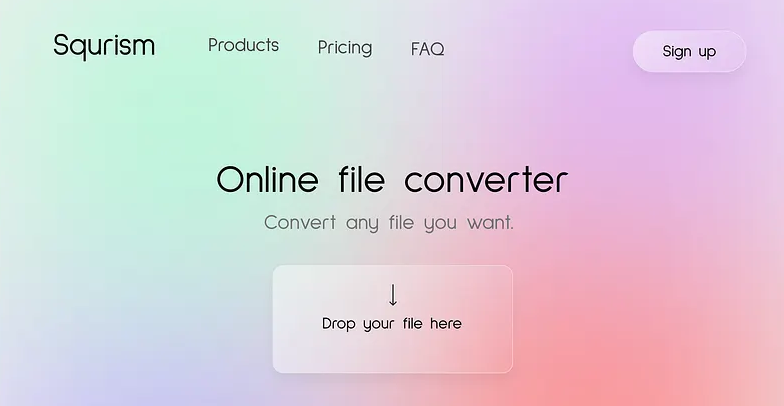 Squrism Products Pricing FAQ Sign up
Online file converter
Convert any file you want.
↓
Drop your file here